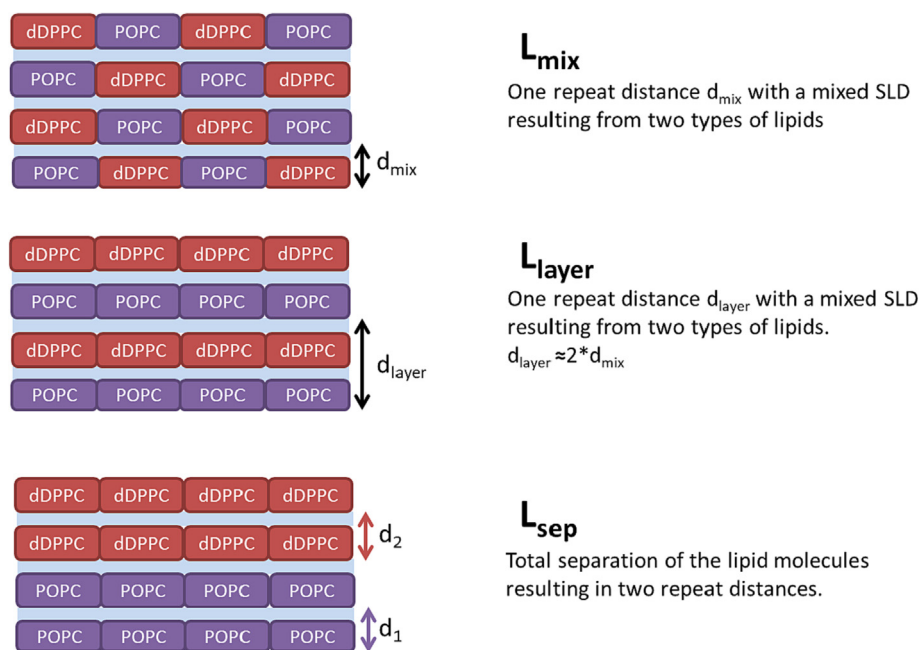 dDPPC POPC dDPPC POPC
POPC dDPPC POPC dDPPC
dDPPC POPC dDPPC POPC
POPC dDPPC POPC dDPPC
dmix
Lmix
One repeat distance dmix with a mixed SLD
resulting from two types of lipids
dDPPC dDPPC dDPPC dDPPC
POPC POPC POPC POPC
dDPPC dDPPC dDPPC dDPPC
POPC POPC POPC POPC
dlayer
Llayer
One repeat distance dlayer with a mixed SLD
resulting from two types of lipids.
dlayer ≈2*dmix
dDPPC dDPPC dDPPC dDPPC
dDPPC dDPPC dDPPC dDPPC
d2
POPC POPC POPC POPC
POPC POPC POPC POPC
d1
Lsep
Total separation of the lipid molecules
resulting in two repeat distances.